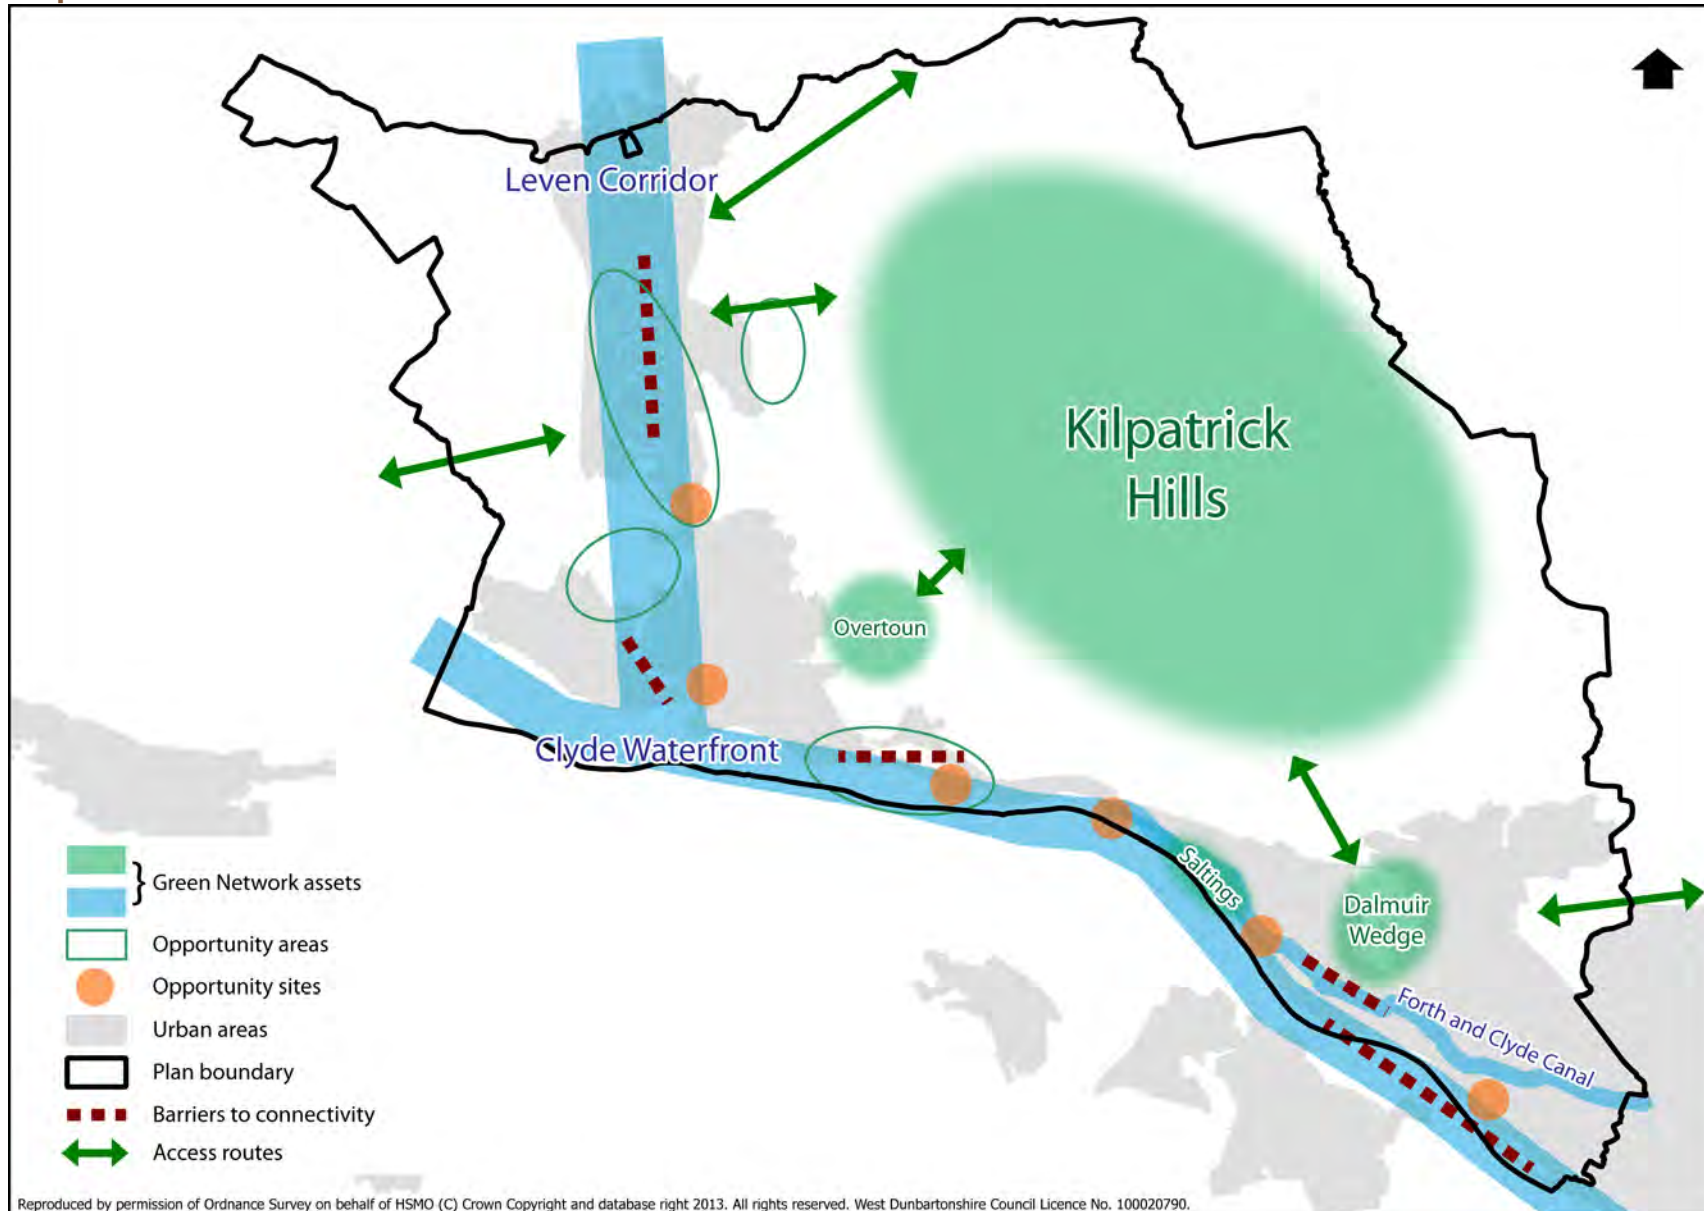 Leven Corridor
Kilpatrick
Hills
Overtoun
Clyde Waterfront
Saltings
Dalmuir
Wedge
Forth and Clyde Canal
Green Network assets
Opportunity areas
Opportunity sites
Urban areas
Plan boundary
Barriers to connectivity
Access routes
Reproduced by permission of Ordnance Survey on behalf of HSMO (C) Crown Copyright and database right 2013. All rights reserved. West Dunbartonshire Council Licence No. 100020790.